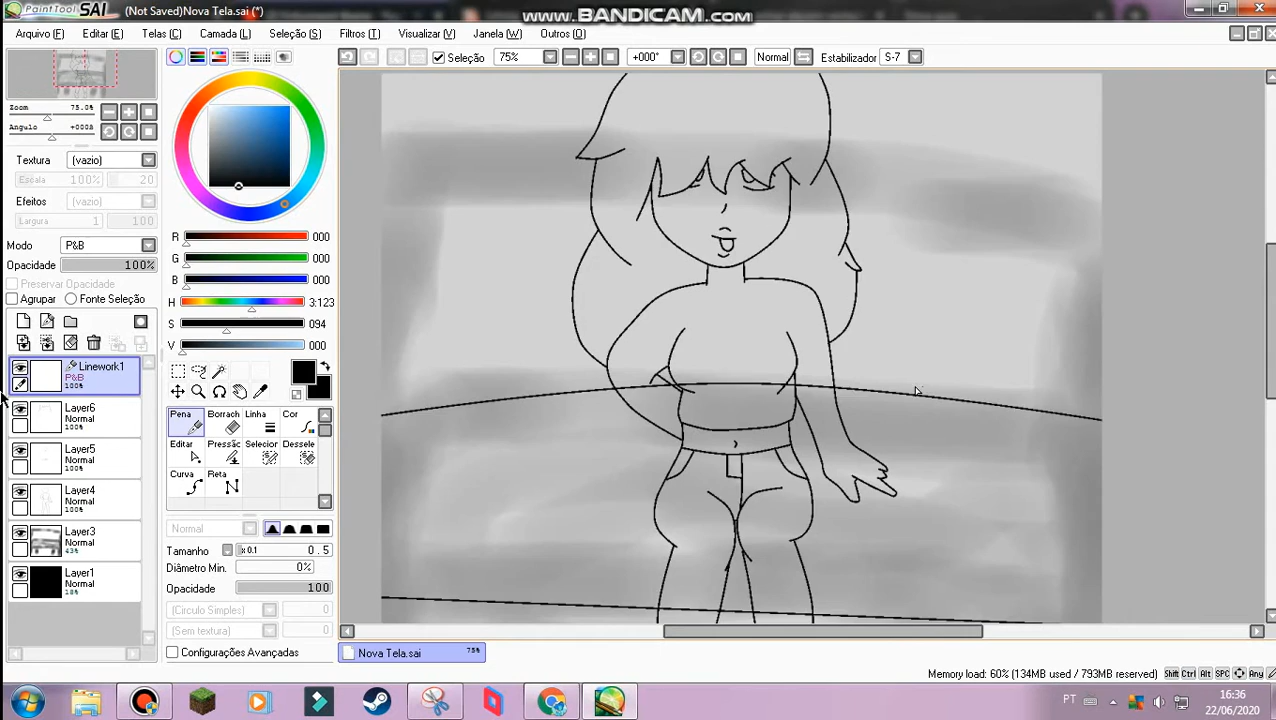 PaintTool SAI (Not Saved)Nova Tela.sai (*)
www.BANDICAM.com
Arquivo (F) Editar (E) Telas (C) Camada (L) Seleção (S) Filtros (T) Visualizar (V) Janela (W) Outros (O)
Seleção 75% +000° Normal Estabilizador S-7
Zoom 75.0%
Angulo +000Â
Textura (vazio)
Escala 100% 20
Efeitos (vazio)
Largura 1 100
Modo P&B
Opacidade 100%
Preservar Opacidade
Agrupar Fonte Seleção
Linework1
P&B
100%
Layer6
Normal
100%
Layer5
Normal
100%
Layer4
Normal
100%
Layer3
Normal
43%
Layer1
Normal
18%
R 000
G 000
B 000
H 3:123
S 094
V 000
Pena Borrach Linha Cor
Editar Pressãc Selecior Dessele
Curva Reta
Normal
Tamanho x 0.1 0.5
Diâmetro Min. 0%
Opacidade 100
(Circulo Simples) 0
(Sem textura) 0
Configurações Avançadas
Nova Tela.sai 75%
Memory load: 60% (134MB used / 793MB reserved) Shift Ctrl Alt SPC Any
PT
16:36
22/06/2020